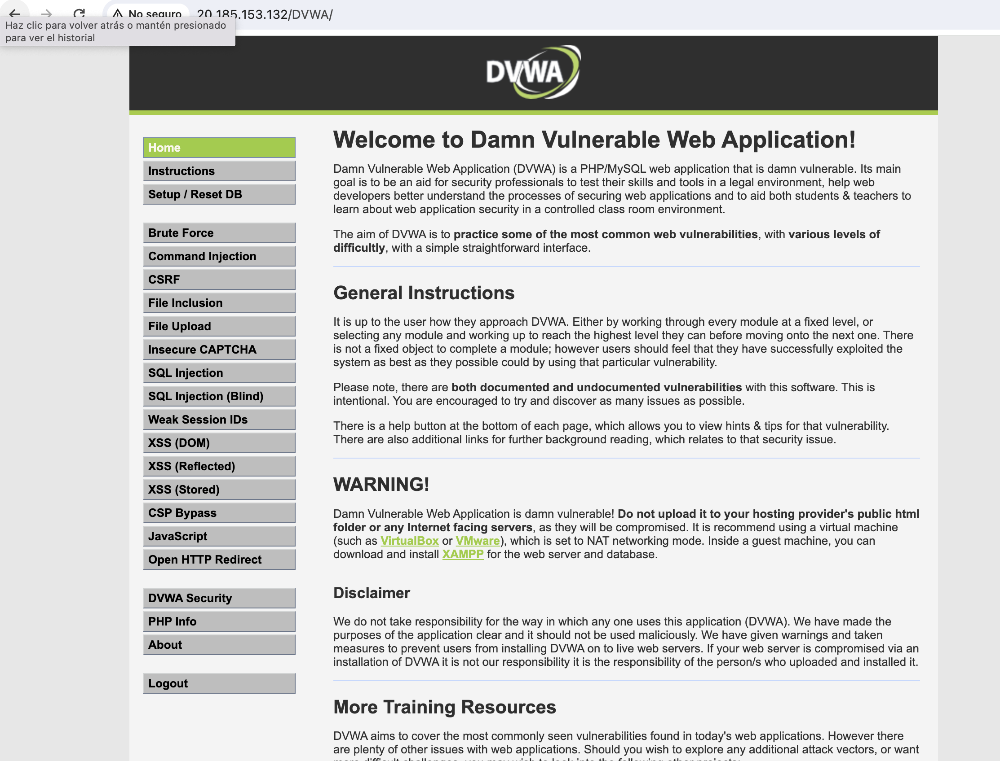 No seguro
20.185.153.132/DVWA/
Haz clic para volver atrás o mantén presionado
para ver el historial
DVWA
Home
Instructions
Setup / Reset DB
Brute Force
Command Injection
CSRF
File Inclusion
File Upload
Insecure CAPTCHA
SQL Injection
SQL Injection (Blind)
Weak Session IDs
XSS (DOM)
XSS (Reflected)
XSS (Stored)
CSP Bypass
JavaScript
Open HTTP Redirect
DVWA Security
PHP Info
About
Logout
Welcome to Damn Vulnerable Web Application!
Damn Vulnerable Web Application (DVWA) is a PHP/MySQL web application that is damn vulnerable. Its main
goal is to be an aid for security professionals to test their skills and tools in a legal environment, help web
developers better understand the processes of securing web applications and to aid both students & teachers to
learn about web application security in a controlled class room environment.
The aim of DVWA is to practice some of the most common web vulnerabilities, with various levels of
difficultly, with a simple straightforward interface.
General Instructions
It is up to the user how they approach DVWA. Either by working through every module at a fixed level, or
selecting any module and working up to reach the highest level they can before moving onto the next one. There
is not a fixed object to complete a module; however users should feel that they have successfully exploited the
system as best as they possible could by using that particular vulnerability.
Please note, there are both documented and undocumented vulnerabilities with this software. This is
intentional. You are encouraged to try and discover as many issues as possible.
There is a help button at the bottom of each page, which allows you to view hints & tips for that vulnerability.
There are also additional links for further background reading, which relates to that security issue.
WARNING!
Damn Vulnerable Web Application is damn vulnerable! Do not upload it to your hosting provider's public html
folder or any Internet facing servers, as they will be compromised. It is recommend using a virtual machine
(such as VirtualBox or VMware), which is set to NAT networking mode. Inside a guest machine, you can
download and install XAMPP for the web server and database.
Disclaimer
We do not take responsibility for the way in which any one uses this application (DVWA). We have made the
purposes of the application clear and it should not be used maliciously. We have given warnings and taken
measures to prevent users from installing DVWA on to live web servers. If your web server is compromised via an
installation of DVWA it is not our responsibility it is the responsibility of the person/s who uploaded and installed it.
More Training Resources
DVWA aims to cover the most commonly seen vulnerabilities found in today's web applications. However there
are plenty of other issues with web applications. Should you wish to explore any additional attack vectors, or want
more difficult challenges, you may wish to look into the following other projects: